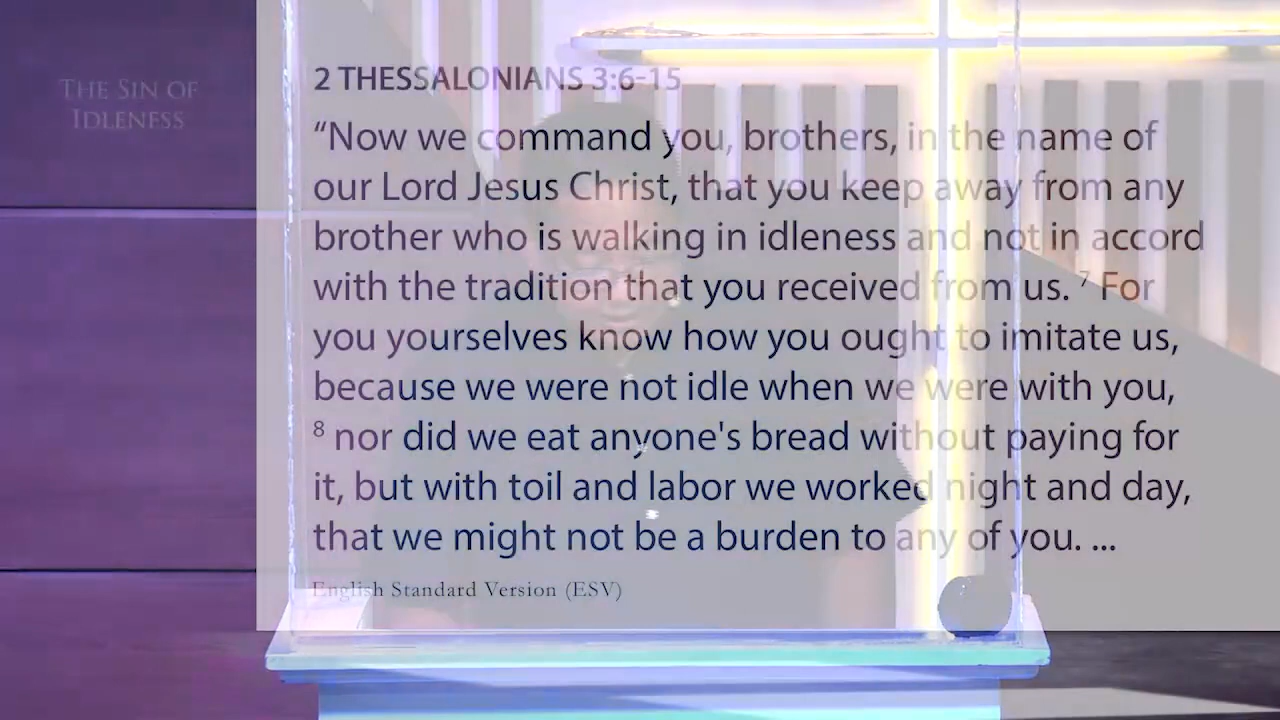 THE SIN OF
IDLENESS
2 THESSALONIANS 3:6-15
“Now we command you, brothers, in the name of
our Lord Jesus Christ, that you keep away from any
brother who is walking in idleness and not in accord
with the tradition that you received from us. ⁷ For
you yourselves know how you ought to imitate us,
because we were not idle when we were with you,
⁸ nor did we eat anyone's bread without paying for
it, but with toil and labor we worked night and day,
that we might not be a burden to any of you. ...
English Standard Version (ESV)